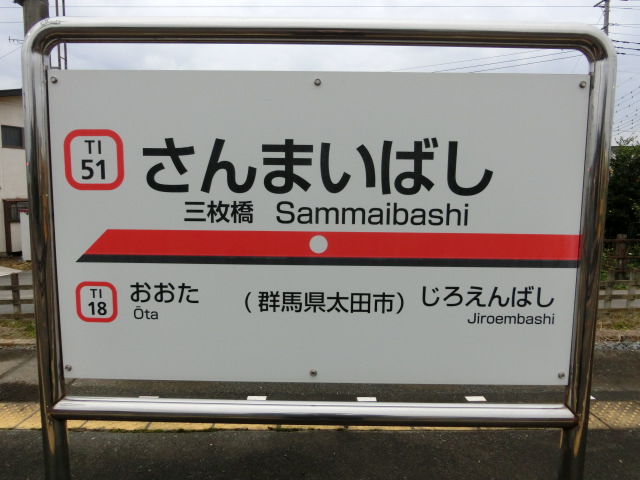 TI
51
さんまいばし
三枚橋 Sammaibashi
TI
18
おおた
Ōta
(群馬県太田市)
じろえんばし
Jiroembashi